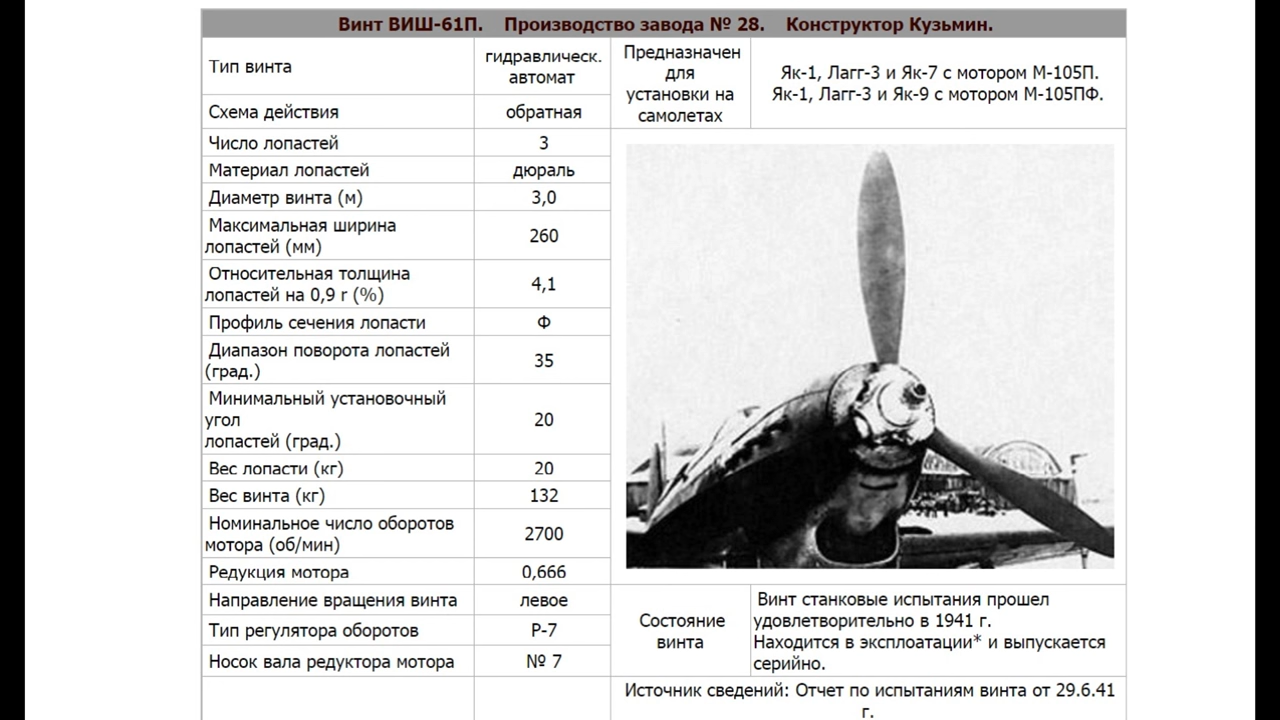 Винт ВИШ-61П. Производство завода № 28. Конструктор Кузьмин.
Тип винта
гидравлическ.
автомат
Предназначен
для
установки на
самолетах
Як-1, Лагг-3 и Як-7 с мотором М-105П.
Як-1, Лагг-3 и Як-9 с мотором М-105ПФ.
Схема действия
обратная
Число лопастей
3
Материал лопастей
дюраль
Диаметр винта (м)
3,0
Максимальная ширина
лопастей (мм)
260
Относительная толщина
лопастей на 0,9 r (%)
4,1
Профиль сечения лопасти
Ф
Диапазон поворота лопастей
(град.)
35
Минимальный установочный
угол
лопастей (град.)
20
Вес лопасти (кг)
20
Вес винта (кг)
132
Номинальное число оборотов
мотора (об/мин)
2700
Редукция мотора
0,666
Направление вращения винта
левое
Тип регулятора оборотов
Р-7
Носок вала редуктора мотора
№ 7
Состояние
винта
Винт станковые испытания прошел
удовлетворительно в 1941 г.
Находится в эксплоатации* и выпускается
серийно.
Источник сведений: Отчет по испытаниям винта от 29.6.41
г.